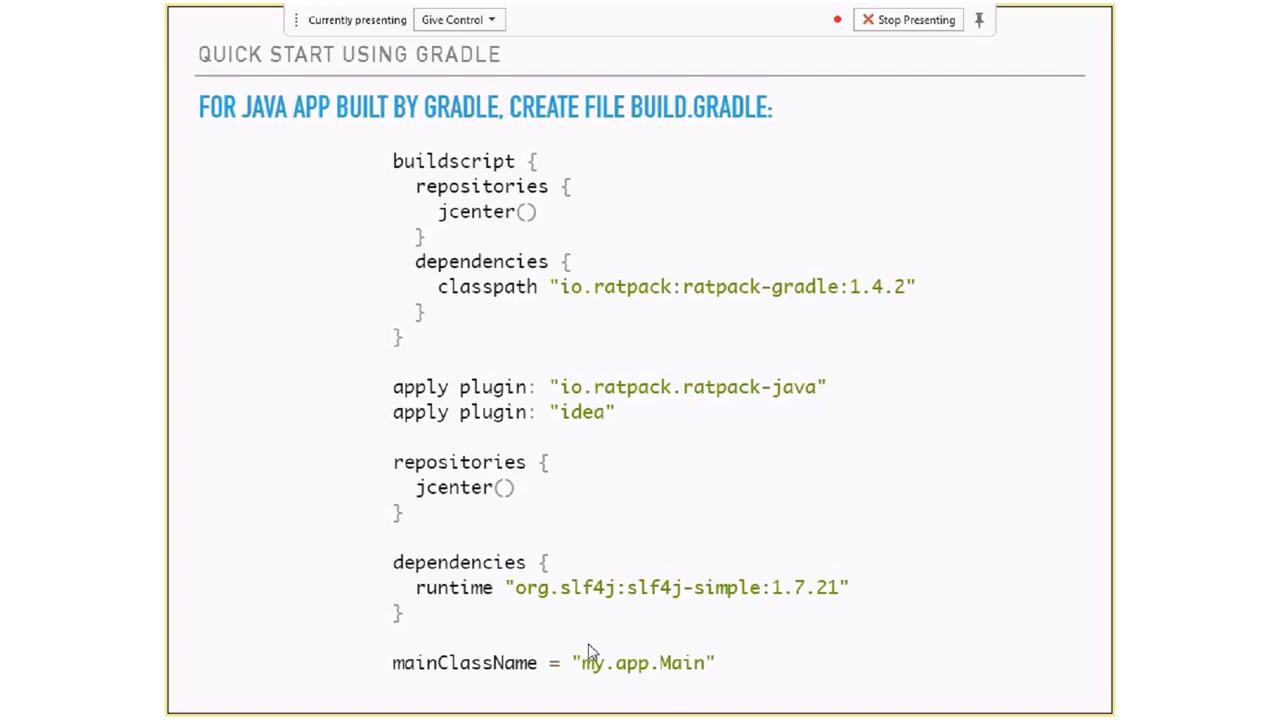 Currently presenting Give Control Stop Presenting
QUICK START USING GRADLE
FOR JAVA APP BUILT BY GRADLE, CREATE FILE BUILD.GRADLE:
buildscript {
repositories {
jcenter()
}
dependencies {
classpath "io.ratpack:ratpack-gradle:1.4.2"
}
}
apply plugin: "io.ratpack.ratpack-java"
apply plugin: "idea"
repositories {
jcenter()
}
dependencies {
runtime "org.slf4j:slf4j-simple:1.7.21"
}
mainClassName = "my.app.Main"